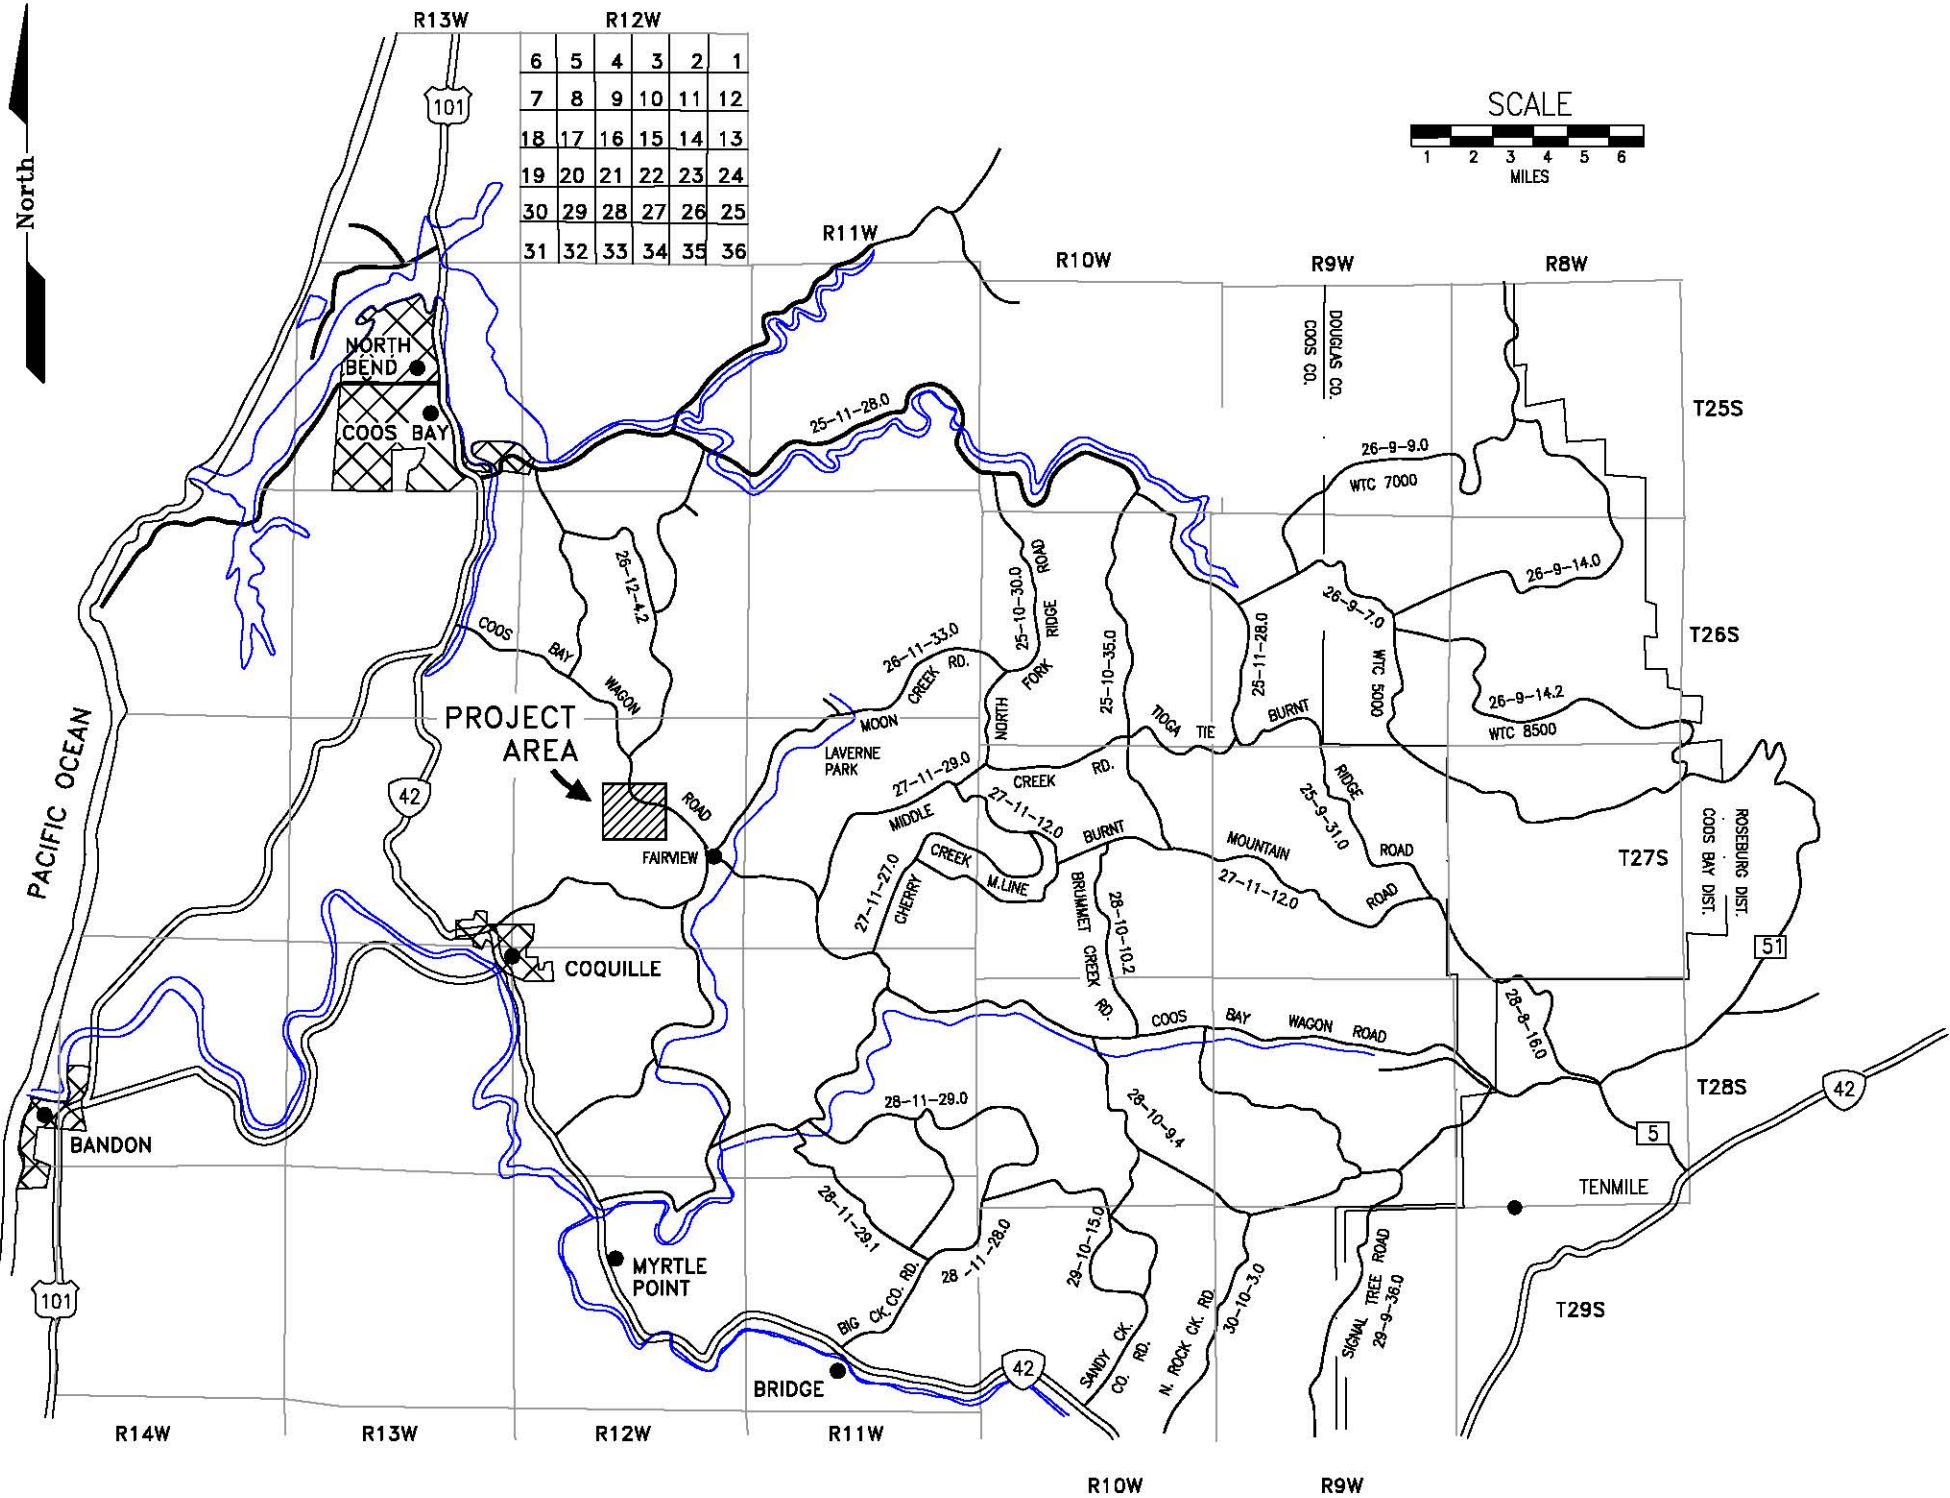 R13W
R12W
6 5 4 3 2 1
7 8 9 10 11 12
18 17 16 15 14 13
19 20 21 22 23 24
30 29 28 27 26 25
31 32 33 34 35 36
101
SCALE
1 2 3 4 5 6
MILES
North
R11W
R10W
R9W
R8W
DOUGLAS CO.
COOS CO.
NORTH
BEND
COOS BAY
25-11-28.0
T25S
26-9-9.0
WTC 7000
26-12-4.2
25-10-30.0
NORTH FORK RIDGE ROAD
26-9-14.0
26-9-7.0
T26S
COOS BAY WAGON ROAD
26-11-33.0
MOON CREEK RD.
25-10-35.0
25-11-28.0
WTC 5000
26-9-14.2
WTC 8500
PROJECT
AREA
PACIFIC OCEAN
LAVERNE
PARK
TIOGA TIE
BURNT RIDGE ROAD
25-9-31.0
42
27-11-29.0
MIDDLE CREEK RD.
27-11-12.0
FAIRVIEW
27-11-27.0
CHERRY CREEK
M.LINE
BURNT MOUNTAIN ROAD
27-11-12.0
T27S
ROSEBURG DIST.
COOS BAY DIST.
28-10-10.2
BRUMMET CREEK RD.
51
COQUILLE
COOS BAY WAGON ROAD
28-8-16.0
T28S
42
BANDON
28-11-29.0
28-10-9.4
5
TENMILE
28-11-29.1
28-11-28.0
BIG CK. CO. RD.
29-10-15.0
SANDY CK.
CO. RD.
N. ROCK CK. RD.
30-10-3.0
SIGNAL TREE ROAD
29-9-36.0
MYRTLE
POINT
T29S
101
42
BRIDGE
R14W
R13W
R12W
R11W
R10W
R9W